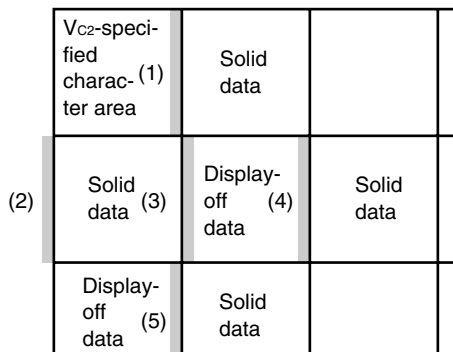 VC2-speci-
fied
charac- (1)
ter area
Solid
data
(2)
Solid
data (3)
Display-
off
data (4)
Solid
data
Display-
off
data (5)
Solid
data